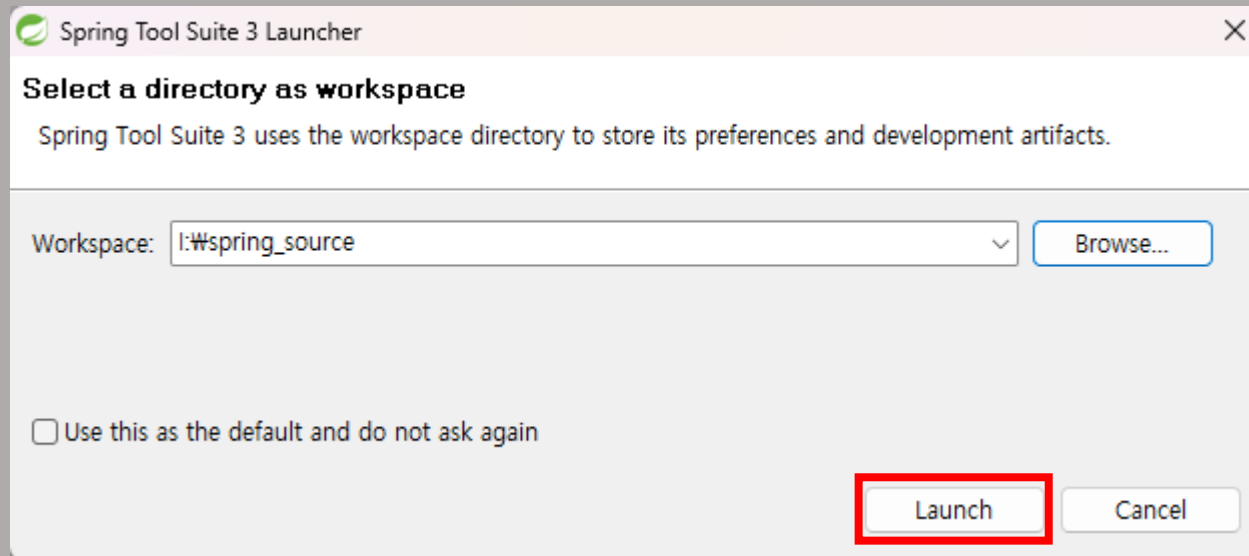 Spring Tool Suite 3 Launcher
Select a directory as workspace
Spring Tool Suite 3 uses the workspace directory to store its preferences and development artifacts.
Workspace: I:₩spring_source Browse...
Use this as the default and do not ask again
Launch Cancel